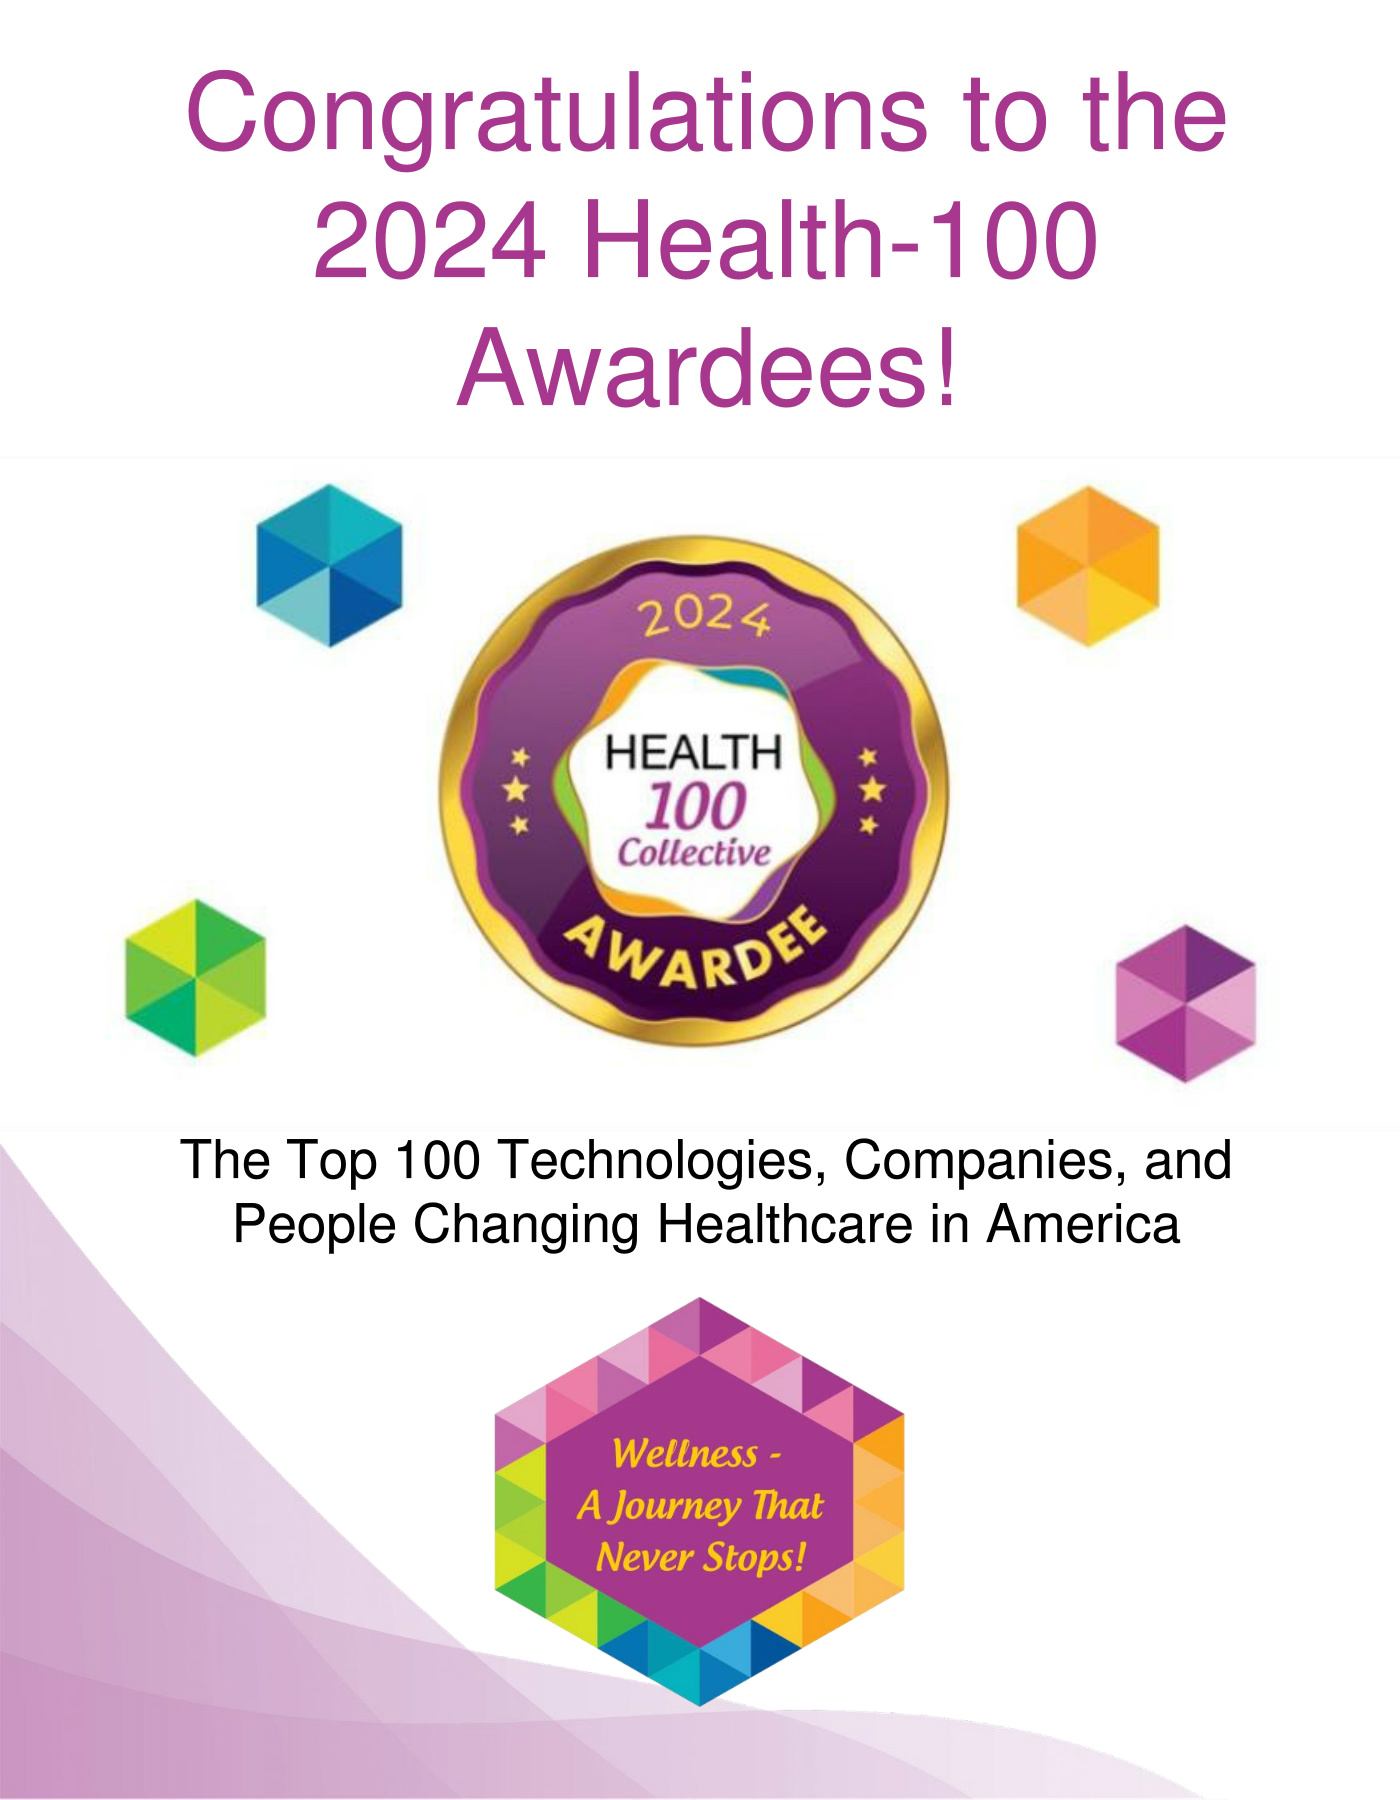 Congratulations to the
2024 Health-100
Awardees!
2024
HEALTH
100
Collective
AWARDEE
The Top 100 Technologies, Companies, and
People Changing Healthcare in America
Wellness -
A Journey That
Never Stops!